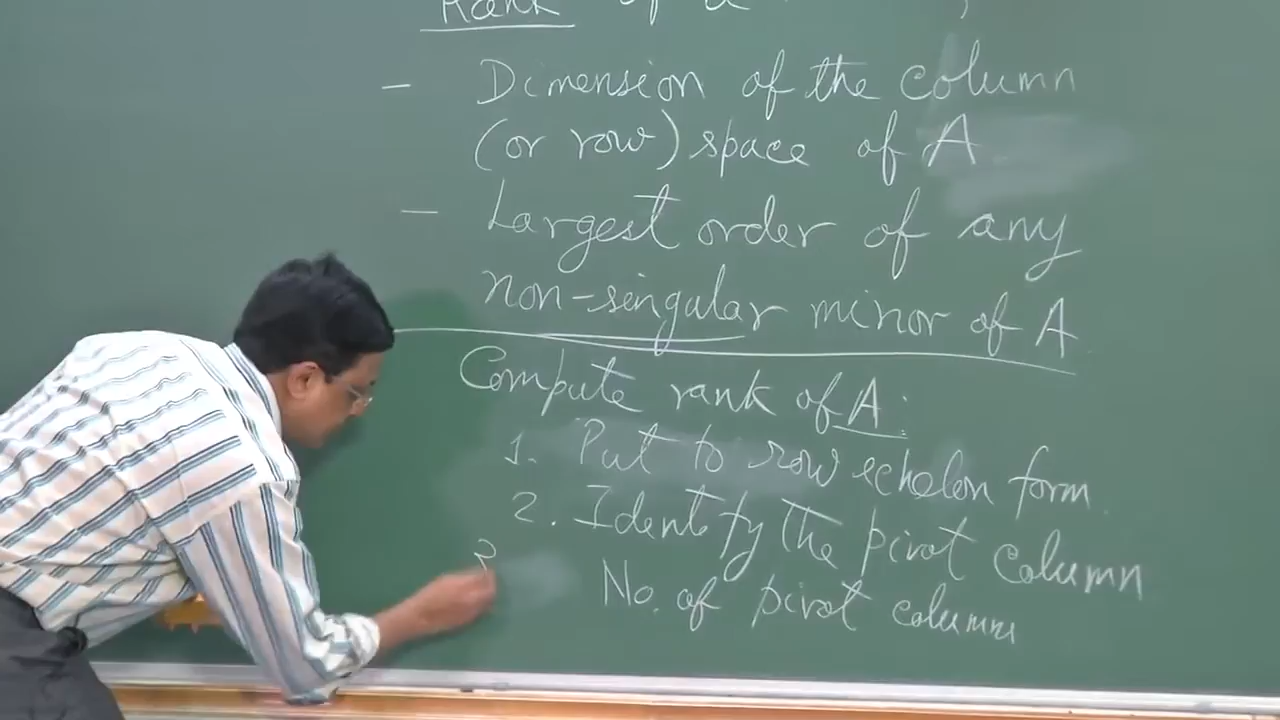 Rank of a
- Dimension of the column
(or row) space of A
- Largest order of any
non-singular minor of A
Compute rank of A:
1. Put to row echelon form
2. Identify the pivot column
No. of pivot columns